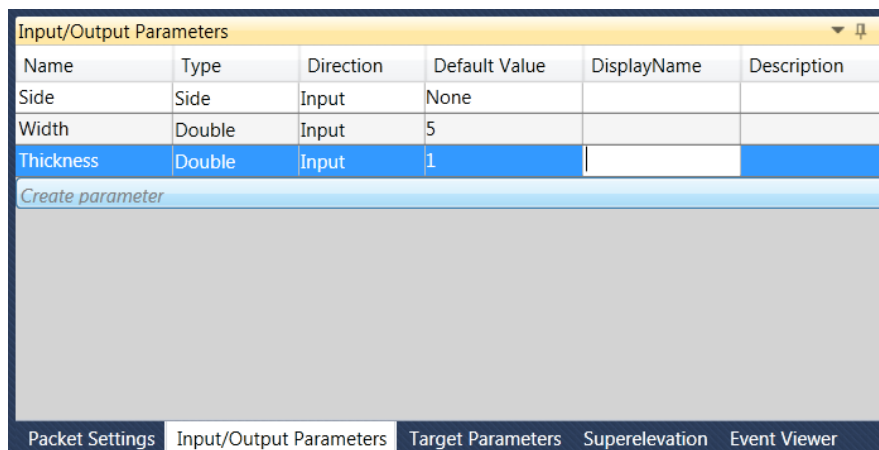 Input/Output Parameters
Name Type Direction Default Value DisplayName Description
Side Side Input None
Width Double Input 5
Thickness Double Input 1
Create parameter
Packet Settings Input/Output Parameters Target Parameters Superelevation Event Viewer